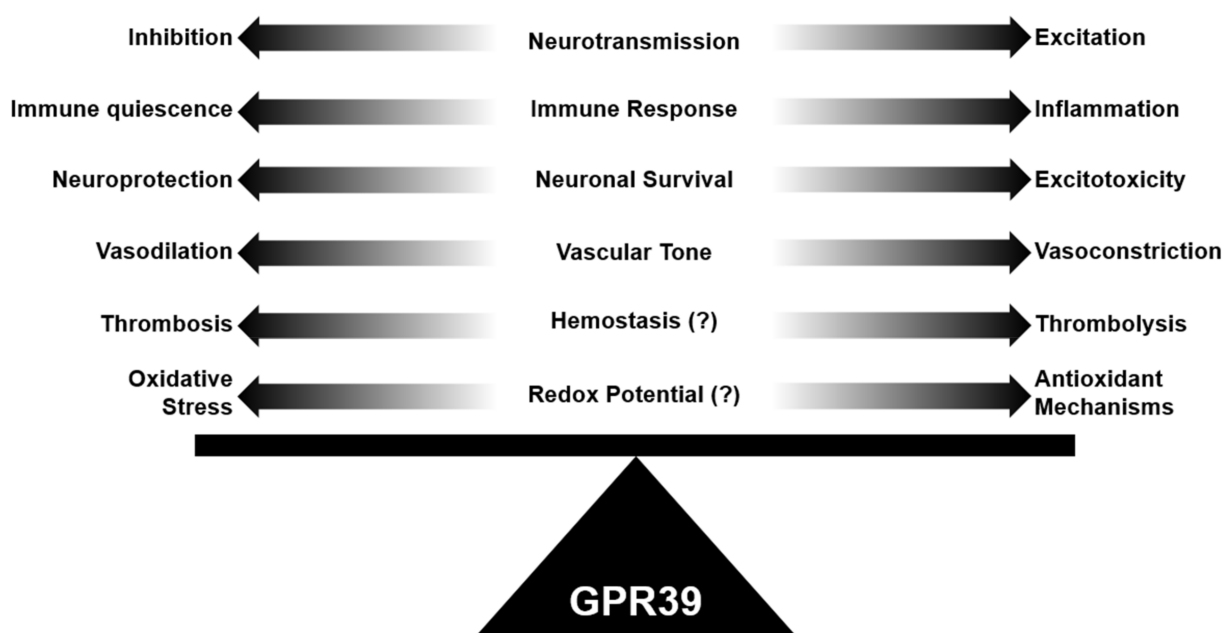 Inhibition Neurotransmission Excitation
Immune quiescence Immune Response Inflammation
Neuroprotection Neuronal Survival Excitotoxicity
Vasodilation Vascular Tone Vasoconstriction
Thrombosis Hemostasis (?) Thrombolysis
Oxidative
Stress
Redox Potential (?)
Antioxidant
Mechanisms
GPR39